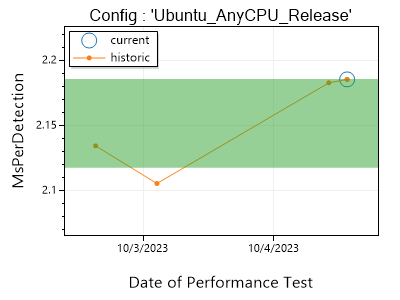 Config : 'Ubuntu_AnyCPU_Release'
current
historic
2.2
2.15
2.1
MsPerDetection
10/3/2023
10/4/2023
Date of Performance Test